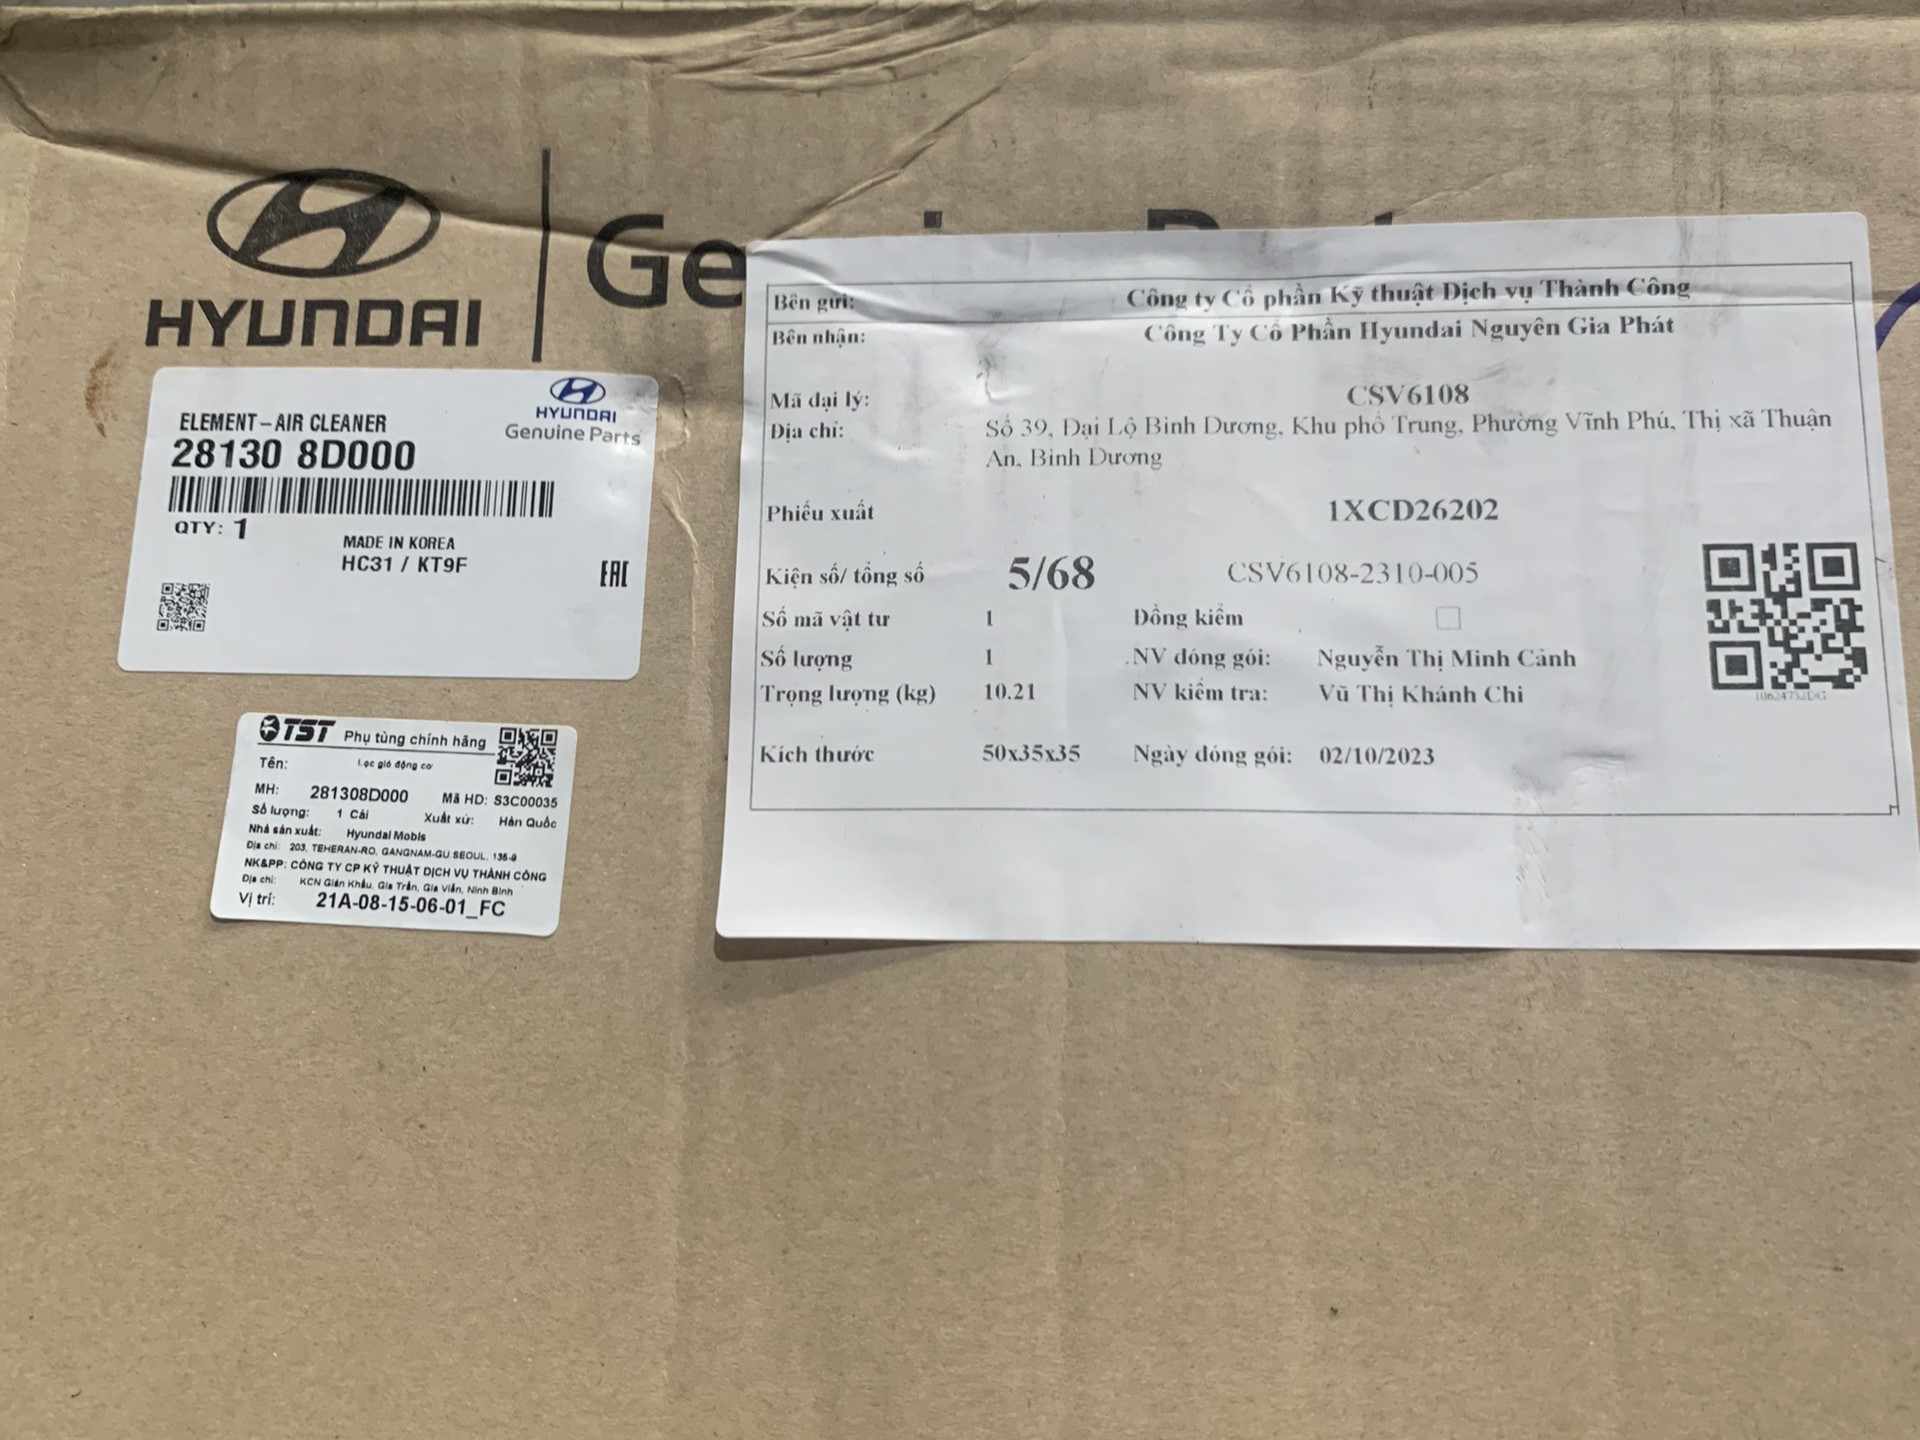 HYUNDAI
Ge
ELEMENT-AIR CLEANER
28130 8D000
HYUNDAI
Genuine Parts
QTY: 1
MADE IN KOREA
HC31 / KT9F
EAC
TST Phụ tùng chính hãng
Tên: Lọc gió động cơ
MH: 281308D000 Mã HD: S3C00035
Số lượng: 1 Cái Xuất xứ: Hàn Quốc
Nhà sản xuất: Hyundai Mobis
Địa chỉ: 203, TEHERAN-RO, GANGNAM-GU SEOUL, 135-9
NK&PP: CÔNG TY CP KỸ THUẬT DỊCH VỤ THÀNH CÔNG
Địa chỉ: KCN Gián Khẩu, Gia Trấn, Gia Viễn, Ninh Bình
Vị trí: 21A-08-15-06-01_FC
Bên gửi: Công ty Cổ phần Kỹ thuật Dịch vụ Thành Công
Bên nhận: Công Ty Cổ Phần Hyundai Nguyên Gia Phát
Mã đại lý: CSV6108
Địa chỉ: Số 39, Đại Lộ Bình Dương, Khu phố Trung, Phường Vĩnh Phú, Thị xã Thuận
An, Bình Dương
Phiếu xuất 1XCD26202
Kiện số/ tổng số 5/68 CSV6108-2310-005
Số mã vật tư 1 Đồng kiểm
Số lượng 1 NV đóng gói: Nguyễn Thị Minh Cảnh
Trọng lượng (kg) 10.21 NV kiểm tra: Vũ Thị Khánh Chi
Kích thước 50x35x35 Ngày đóng gói: 02/10/2023